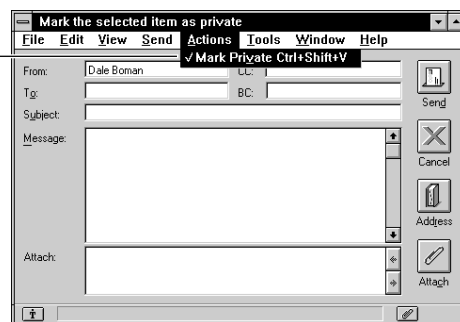 Mark the selected item as private
File Edit View Send Actions Tools Window Help
√ Mark Private Ctrl+Shift+V
From: Dale Boman CC:
To: BC:
Subject:
Message:
Attach:
Send
Cancel
Address
Attach